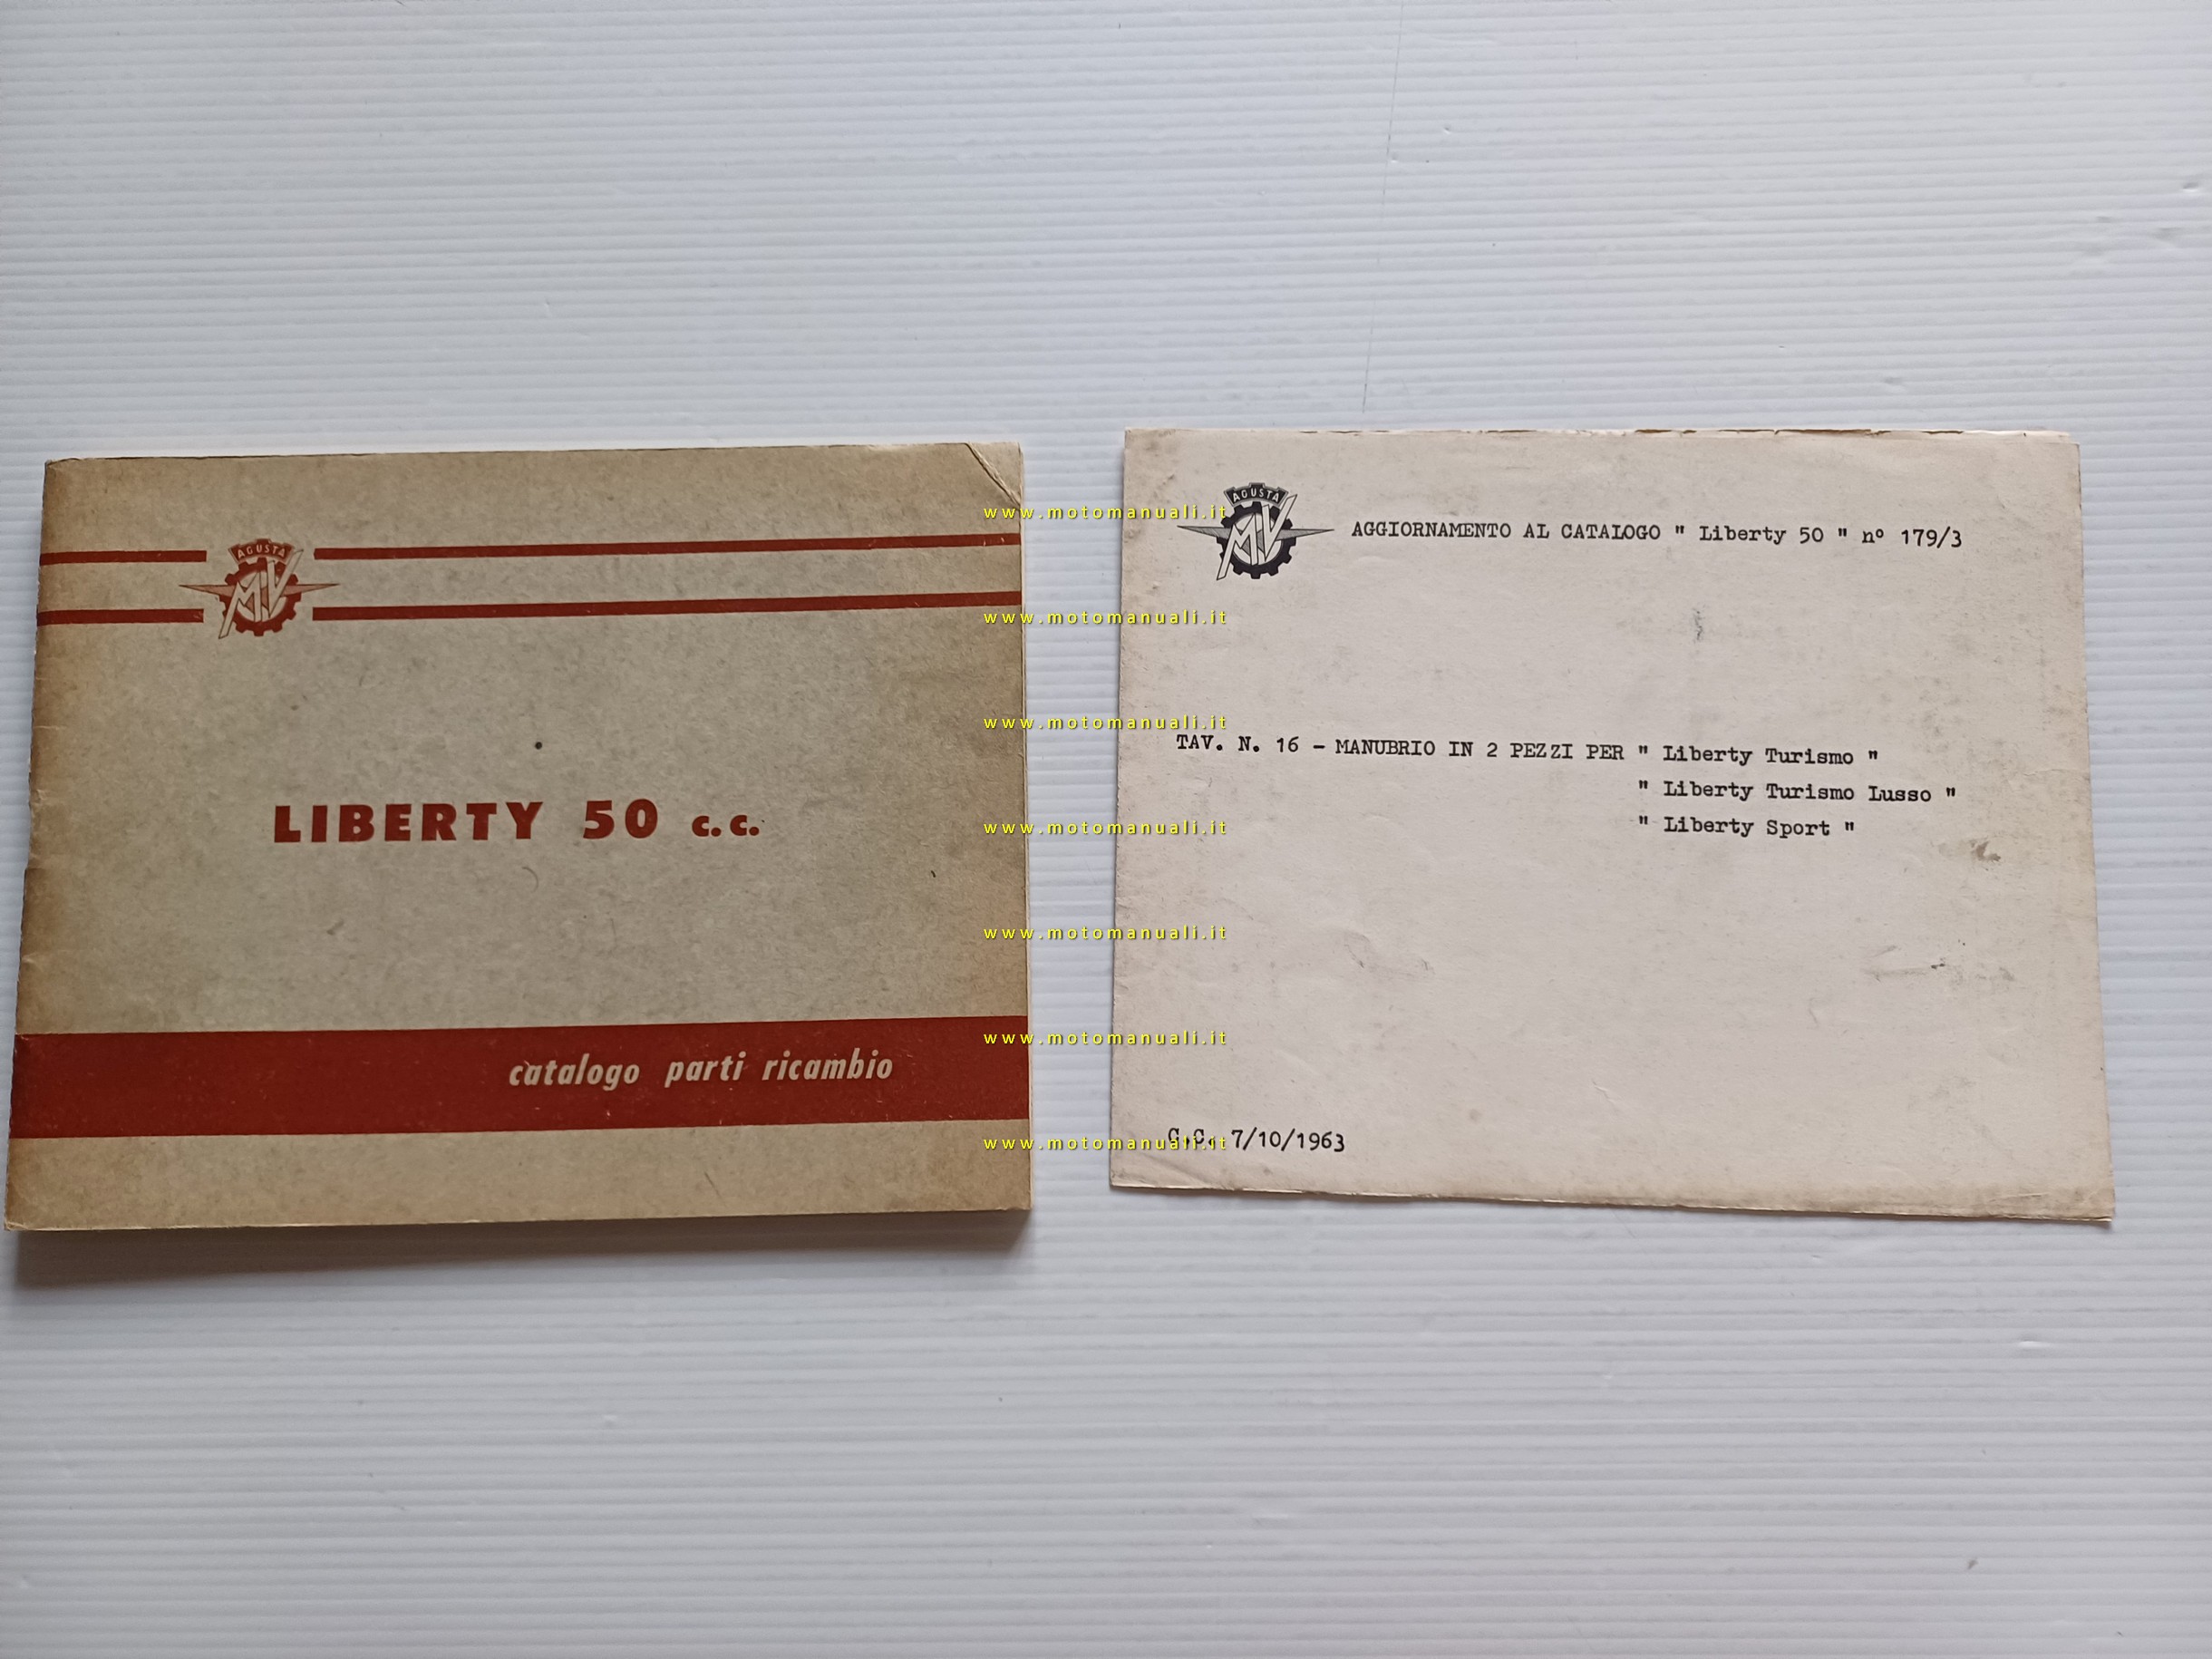 AGUSTA
MV
LIBERTY 50 c.c.
catalogo parti ricambio
AGUSTA
MV
AGGIORNAMENTO AL CATALOGO " Liberty 50 " n° 179/3
TAV. N. 16 - MANUBRIO IN 2 PEZZI PER " Liberty Turismo "
" Liberty Turismo Lusso "
" Liberty Sport "
C.C. 7/10/1963
www.motomanuali.it
www.motomanuali.it
www.motomanuali.it
www.motomanuali.it
www.motomanuali.it
www.motomanuali.it
www.motomanuali.it